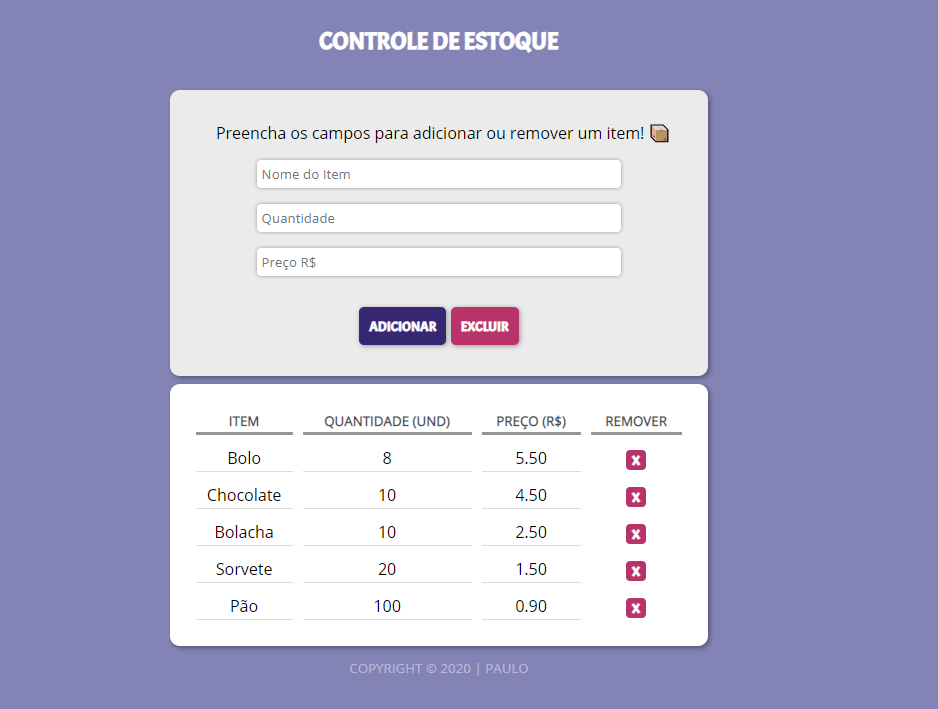 CONTROLE DE ESTOQUE
Preencha os campos para adicionar ou remover um item!
Nome do Item
Quantidade
Preço R$
ADICIONAR EXCLUIR
ITEM QUANTIDADE (UND) PREÇO (R$) REMOVER
Bolo 8 5.50 X
Chocolate 10 4.50 X
Bolacha 10 2.50 X
Sorvete 20 1.50 X
Pão 100 0.90 X
COPYRIGHT © 2020 | PAULO